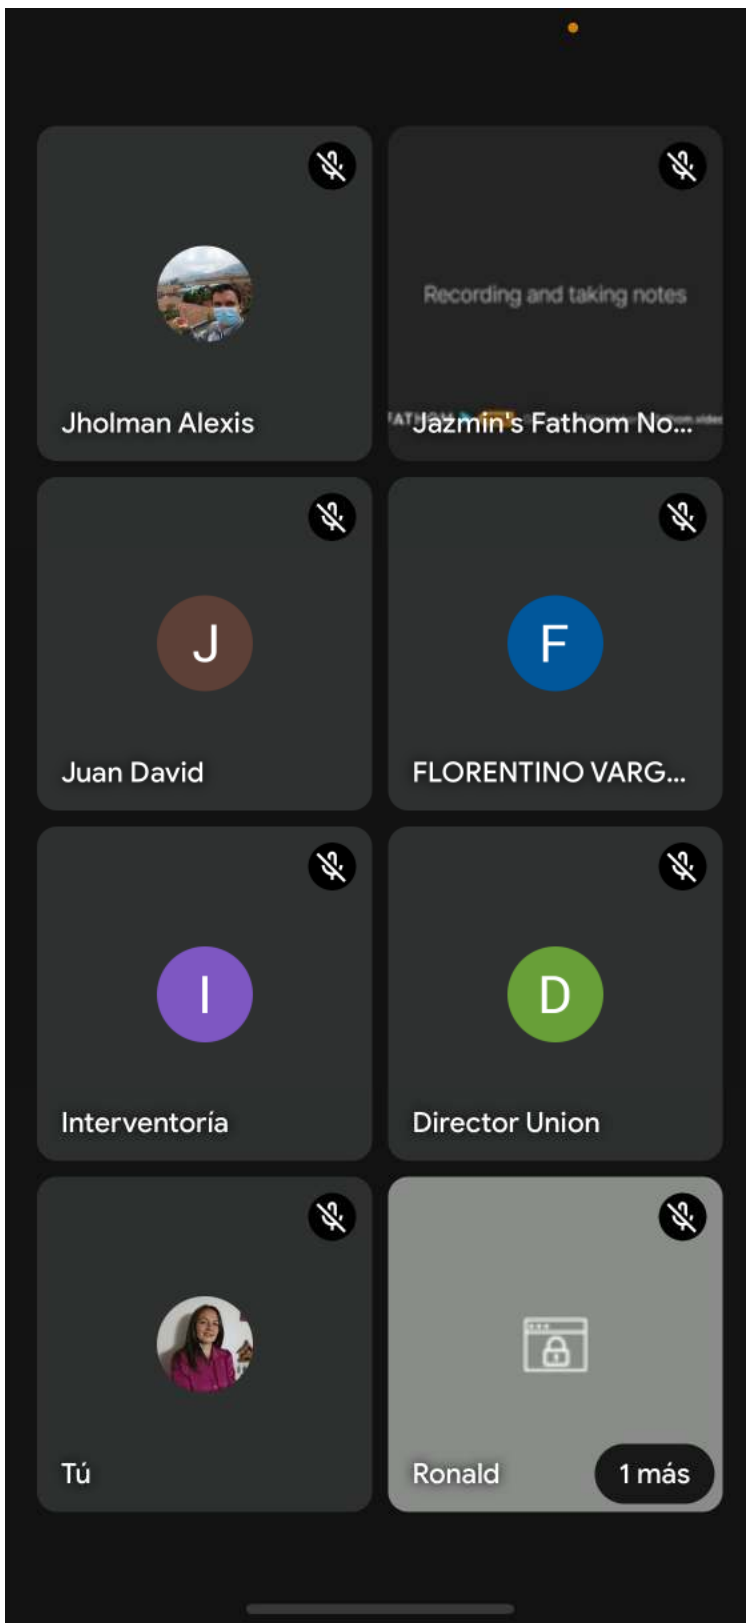 Recording and taking notes
Jholman Alexis
Jazmin's Fathom No...
J
F
Juan David
FLORENTINO VARG...
I
D
Interventoría
Director Union
Tú
Ronald
1 más